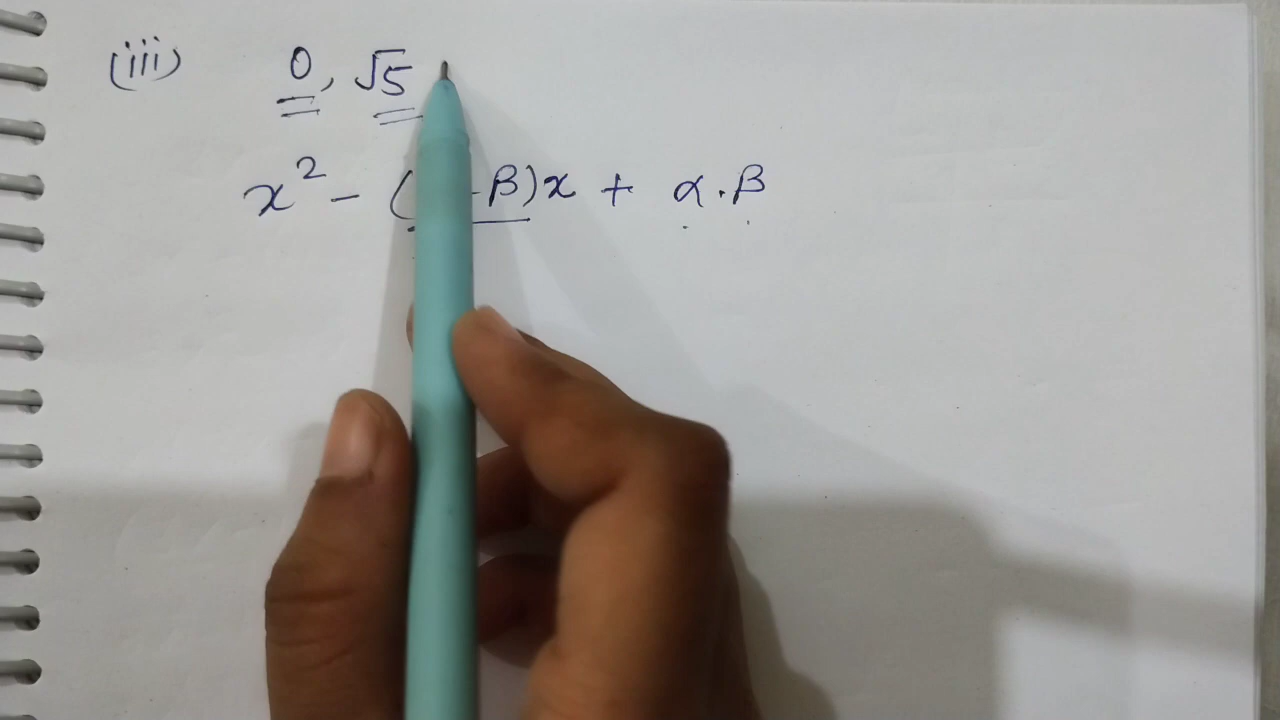 (iii) 0, √5
x² - ( β)x + α.β